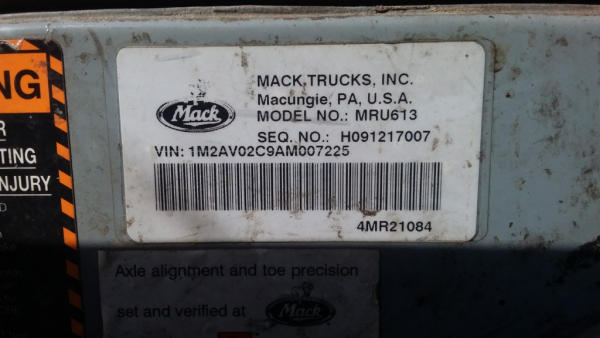 NG
R
TING
INJURY
D
Mack
MACK TRUCKS, INC.
Macungie, PA, U.S.A.
MODEL NO.: MRU613
SEQ. NO.: H091217007
VIN: 1M2AV02C9AM007225
4MR21084
Axle alignment and toe precision
set and verified at Mack